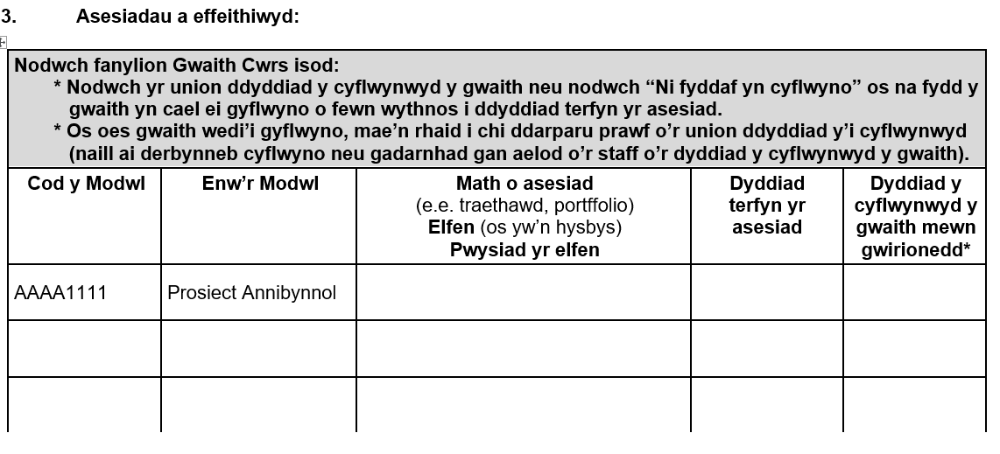 3. Asesiadau a effeithiwyd:
Nodwch fanylion Gwaith Cwrs isod:
* Nodwch yr union ddyddiad y cyflwynwyd y gwaith neu nodwch “Ni fyddaf yn cyflwyno” os na fydd y
gwaith yn cael ei gyflwyno o fewn wythnos i ddyddiad terfyn yr asesiad.
* Os oes gwaith wedi’i gyflwyno, mae’n rhaid i chi ddarparu prawf o’r union ddyddiad y’i cyflwynwyd
(naill ai derbynneb cyflwyno neu gadarnhad gan aelod o’r staff o’r dyddiad y cyflwynwyd y gwaith).
Cod y Modwl
Enw’r Modwl
Math o asesiad
(e.e. traethawd, portffolio)
Elfen (os yw’n hysbys)
Pwysiad yr elfen
Dyddiad
terfyn yr
asesiad
Dyddiad y
cyflwynwyd y
gwaith mewn
gwirionedd*
AAAA1111
Prosiect Annibynnol